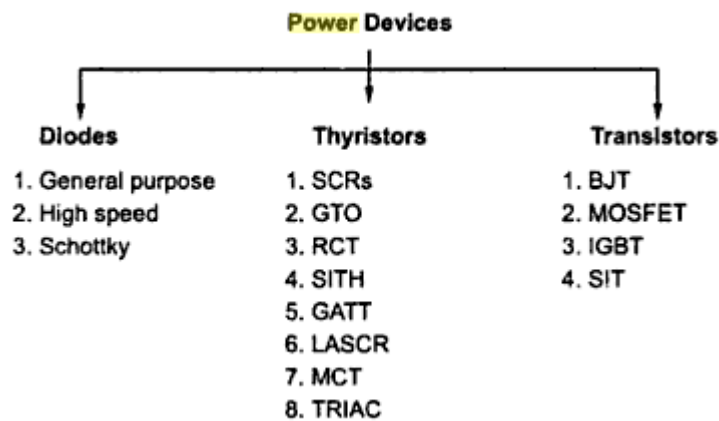 Power Devices
Diodes
1. General purpose
2. High speed
3. Schottky
Thyristors
1. SCRs
2. GTO
3. RCT
4. SITH
5. GATT
6. LASCR
7. MCT
8. TRIAC
Transistors
1. BJT
2. MOSFET
3. IGBT
4. SIT